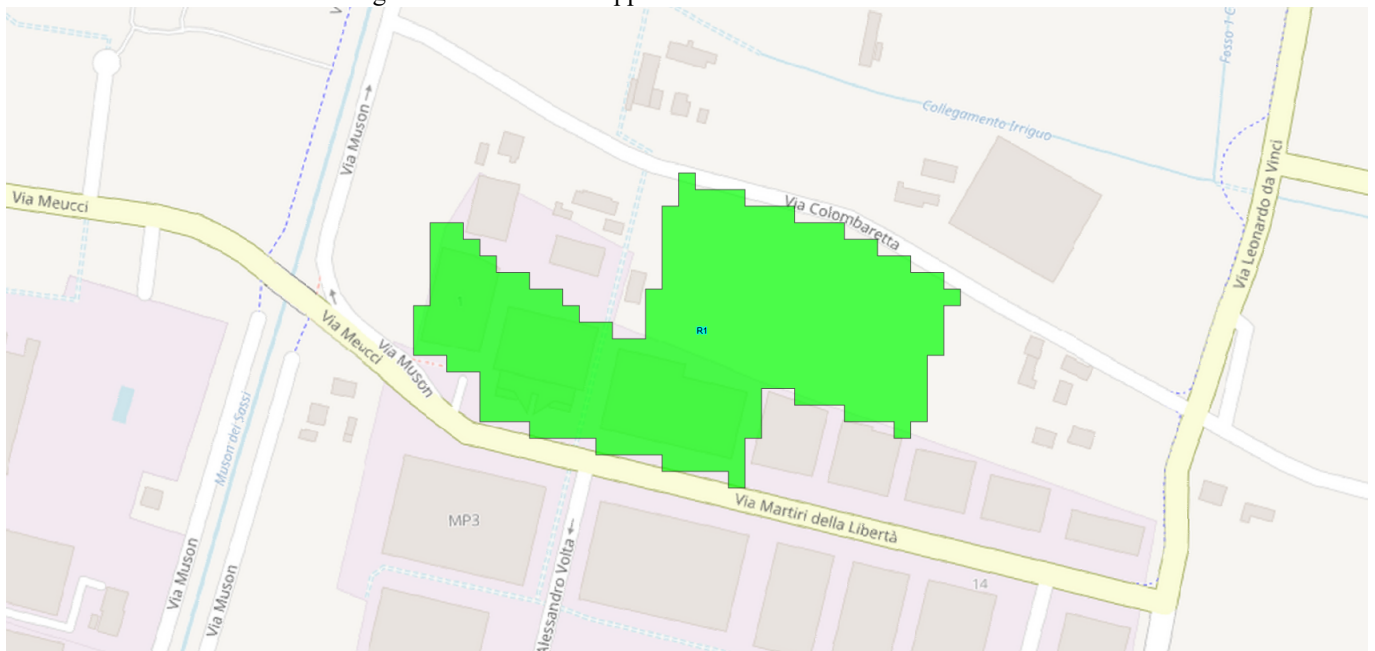 Via Muson
Fosso 1 C
Collegamento Irriguo
Via Meucci
Via Colombaretta
Via Leonardo da Vinci
1
R1
Via Meucci
Via Muson
Muson dei Sassi
MP3
Via Martiri della Libertà
Via Muson
Via Muson
Alessandro Volta
14